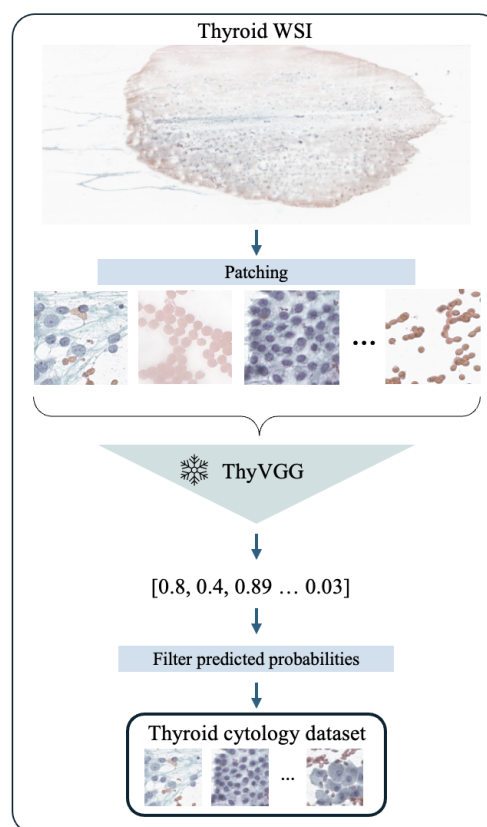 Thyroid WSI
Patching
...
ThyVGG
[0.8, 0.4, 0.89 … 0.03]
Filter predicted probabilities
Thyroid cytology dataset
...